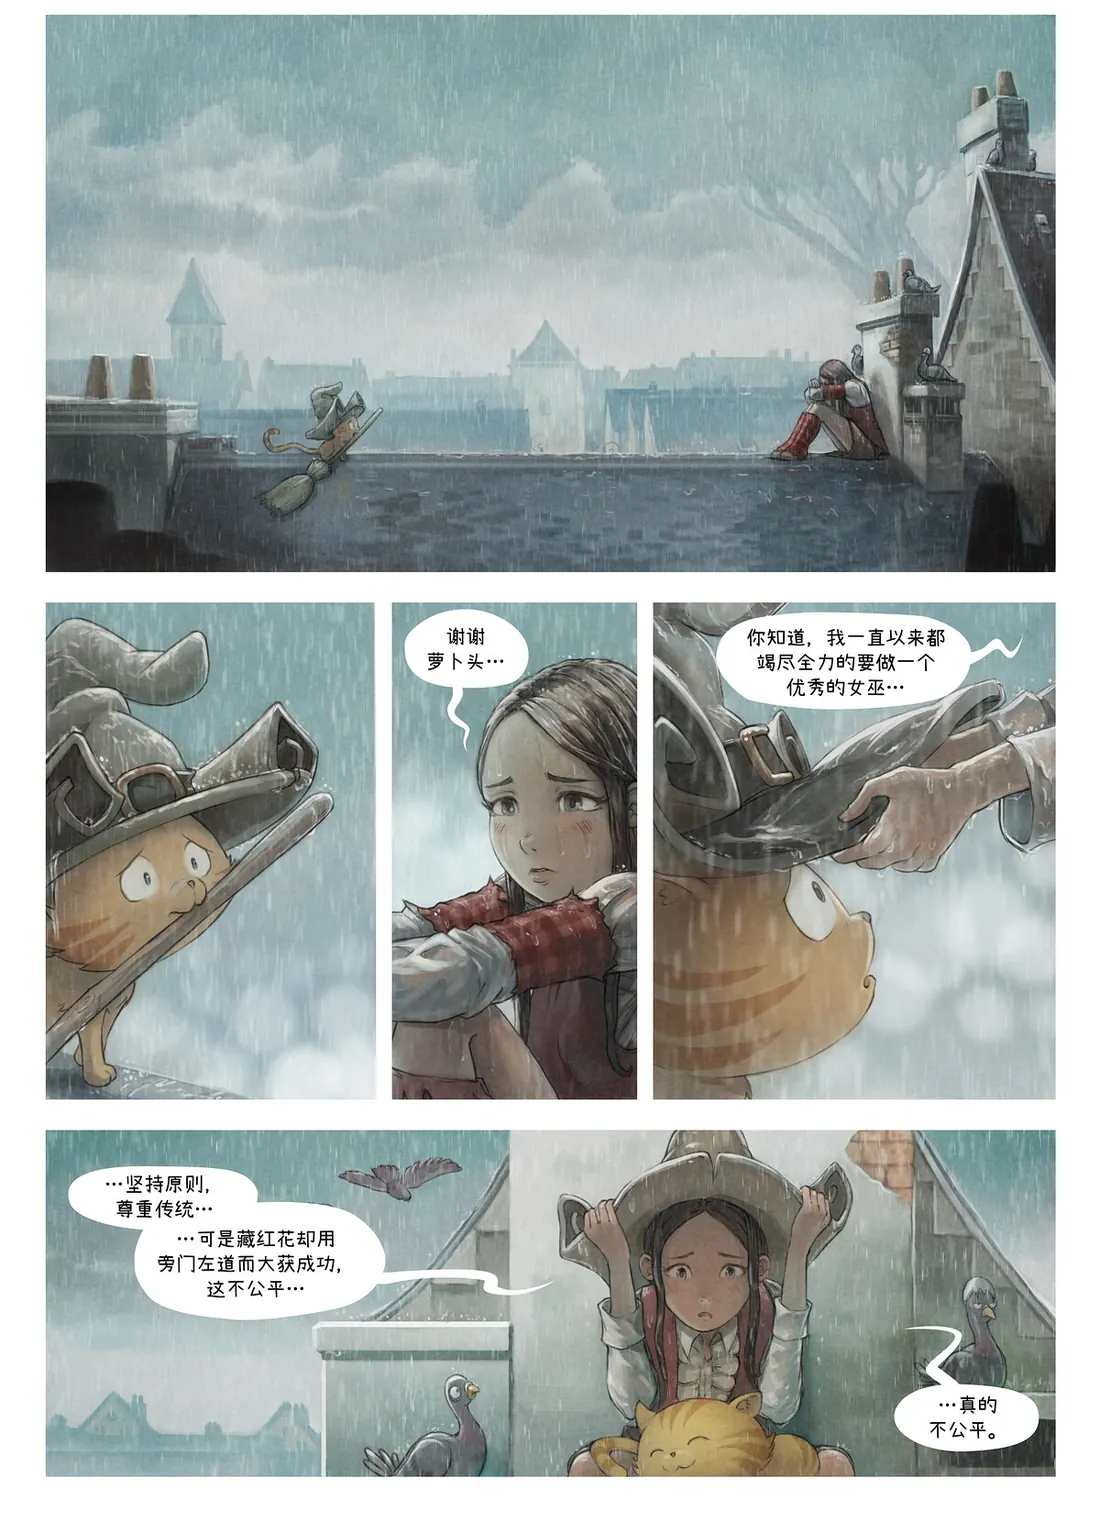 谢谢
萝卜头…
你知道，我一直以来都
竭尽全力的要做一个
优秀的女巫…
…坚持原则，
尊重传统…
…可是藏红花却用
旁门左道而大获成功，
这不公平…
…真的
不公平。